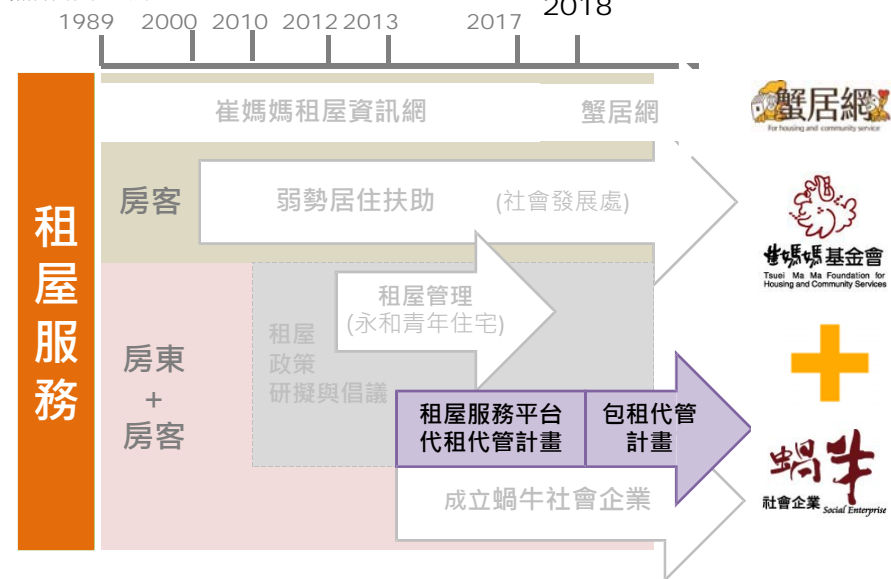 1989 2000 2010 2012 2013 2017 2018
租屋服務
崔媽媽租屋資訊網
蟹居網
房客
弱勢居住扶助 (社會發展處)
租屋管理
(永和青年住宅)
租屋
政策
研擬與倡議
房東
+
房客
租屋服務平台
代租代管計畫
包租代管
計畫
成立蝸牛社會企業
蟹居網
For housing and community service
崔媽媽基金會
Tsuei Ma Ma Foundation for
Housing and Community Services
蝸牛
社會企業 Social Enterprise